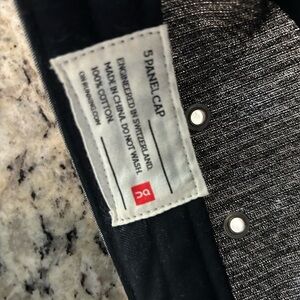 5 PANEL CAP
ENGINEERED IN SWITZERLAND.
MADE IN CHINA. DO NOT WASH.
100% COTTON.
ON-RUNNING.COM